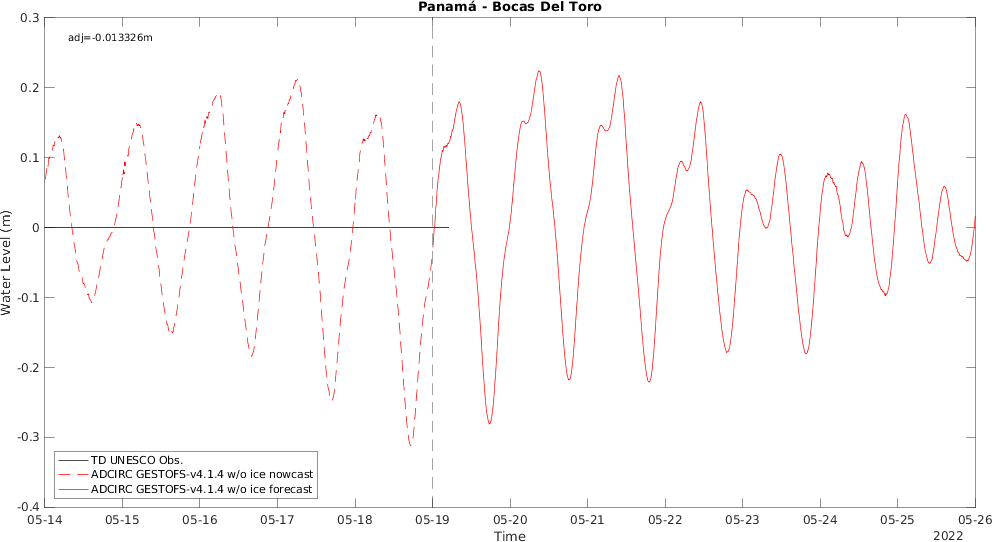 Panamá - Bocas Del Toro
adj=-0.013326m
0.3
0.2
0.1
0
-0.1
-0.2
-0.3
-0.4
Water Level (m)
TD UNESCO Obs.
ADCIRC GESTOFS-v4.1.4 w/o ice nowcast
ADCIRC GESTOFS-v4.1.4 w/o ice forecast
05-14 05-15 05-16 05-17 05-18 05-19 05-20 05-21 05-22 05-23 05-24 05-25 05-26
Time
2022